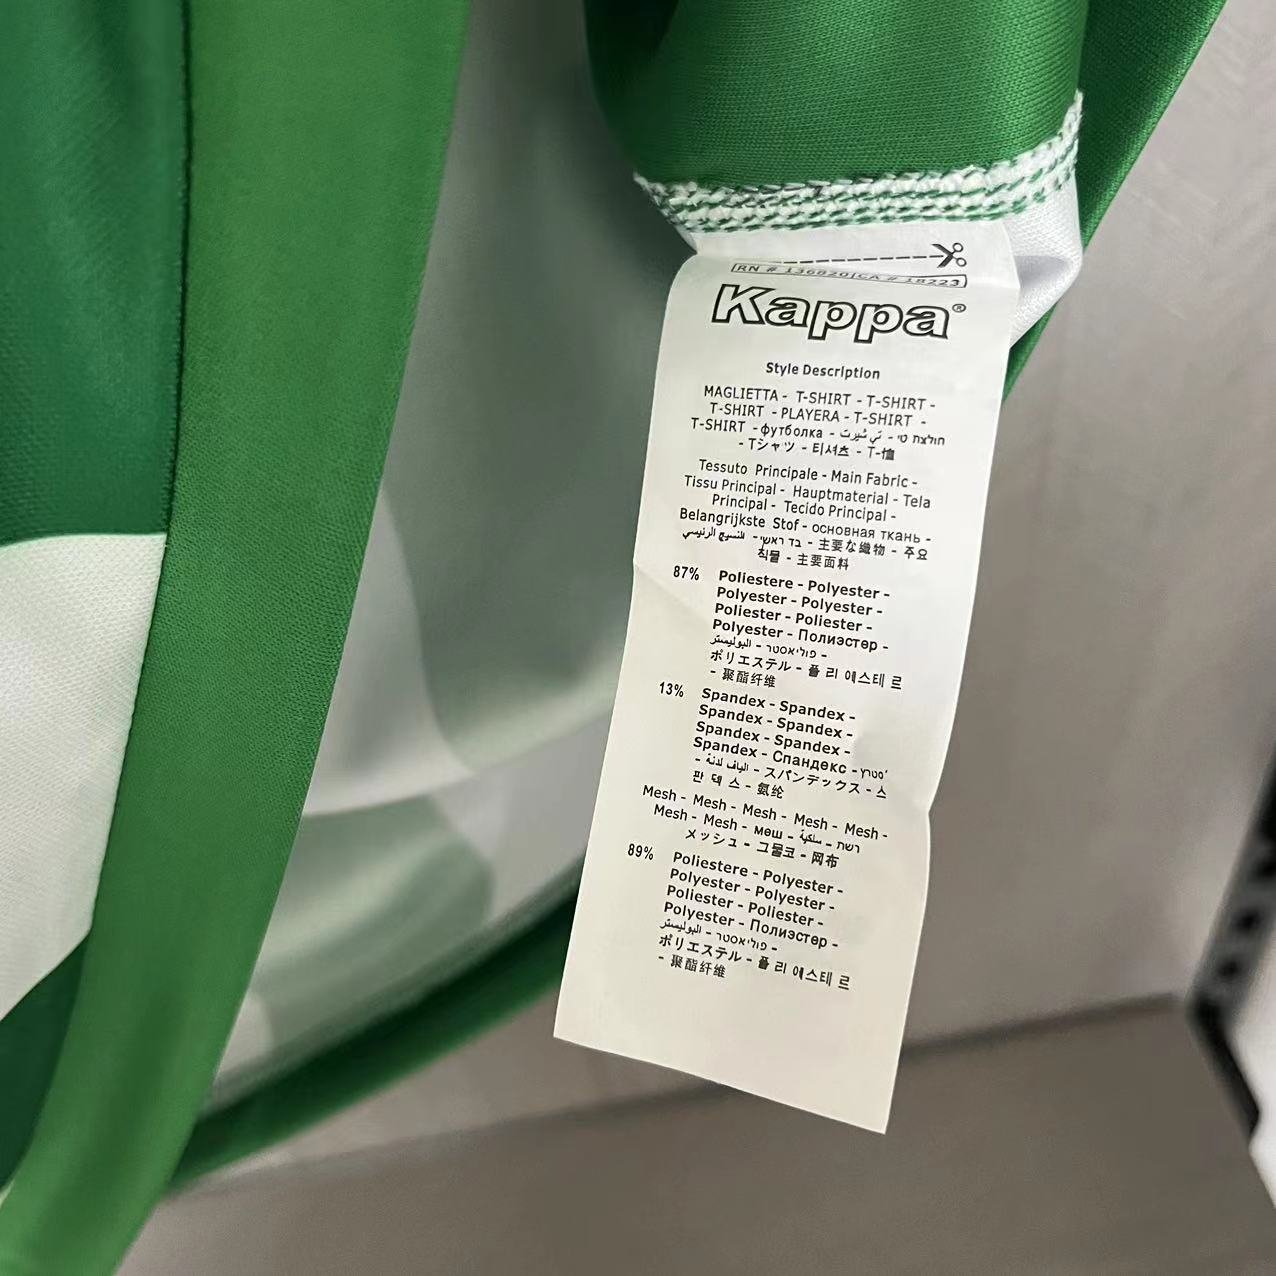 RN # 136820 CA # 18223
Kappa®
Style Description
MAGLIETTA - T-SHIRT - T-SHIRT -
T-SHIRT - PLAYERA - T-SHIRT -
T-SHIRT - футболка - تي شيرت - חולצת טי
- Tシャツ - 티셔츠 - T-恤
Tessuto Principale - Main Fabric -
Tissu Principal - Hauptmaterial - Tela
Principal - Tecido Principal -
Belangrijkste Stof - основная ткань -
النسيج الرئيسي - בד ראשי - 主要な織物 - 주요
직물 - 主要面料
87% Poliestere - Polyester -
Polyester - Polyester -
Poliester - Poliester -
Polyester - Полиэстер -
البوليستر - פוליאסטר -
ポリエステル - 폴리에스테르
- 聚酯纤维
13% Spandex - Spandex -
Spandex - Spandex -
Spandex - Spandex -
Spandex - Спандекс -
- الياف لدنة - スパンデックス - 스
판덱스 - 氨纶
Mesh - Mesh - Mesh - Mesh - Mesh -
Mesh - Mesh - меш - רשת
メッシュ - 그물코 - 网布
89% Poliestere - Polyester -
Polyester - Polyester -
Poliester - Poliester -
Polyester - Полиэстер -
البوليستر - פוליאסטר -
ポリエステル - 폴리에스테르
- 聚酯纤维